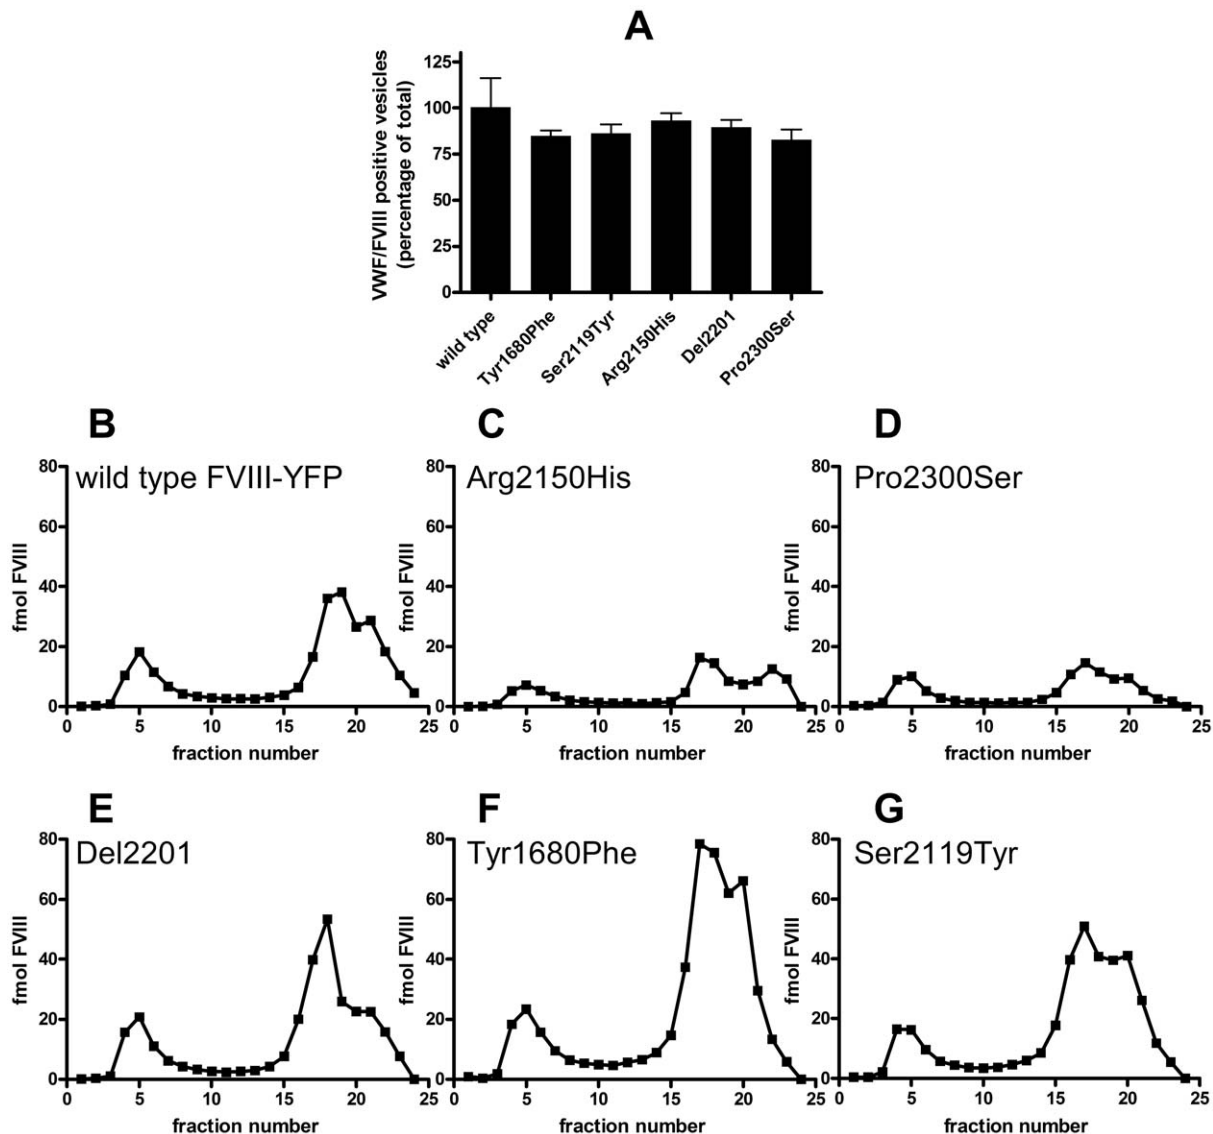 A
VWF/FVIII positive vesicles
(percentage of total)
125
100
75
50
25
0
wild type
Tyr1680Phe
Ser2119Tyr
Arg2150His
Del2201
Pro2300Ser
B
wild type FVIII-YFP
fmol FVIII
80
60
40
20
0
0 5 10 15 20 25
fraction number
C
Arg2150His
fmol FVIII
80
60
40
20
0
0 5 10 15 20 25
fraction number
D
Pro2300Ser
fmol FVIII
80
60
40
20
0
0 5 10 15 20 25
fraction number
E
Del2201
fmol FVIII
80
60
40
20
0
0 5 10 15 20 25
fraction number
F
Tyr1680Phe
fmol FVIII
80
60
40
20
0
0 5 10 15 20 25
fraction number
G
Ser2119Tyr
fmol FVIII
80
60
40
20
0
0 5 10 15 20 25
fraction number